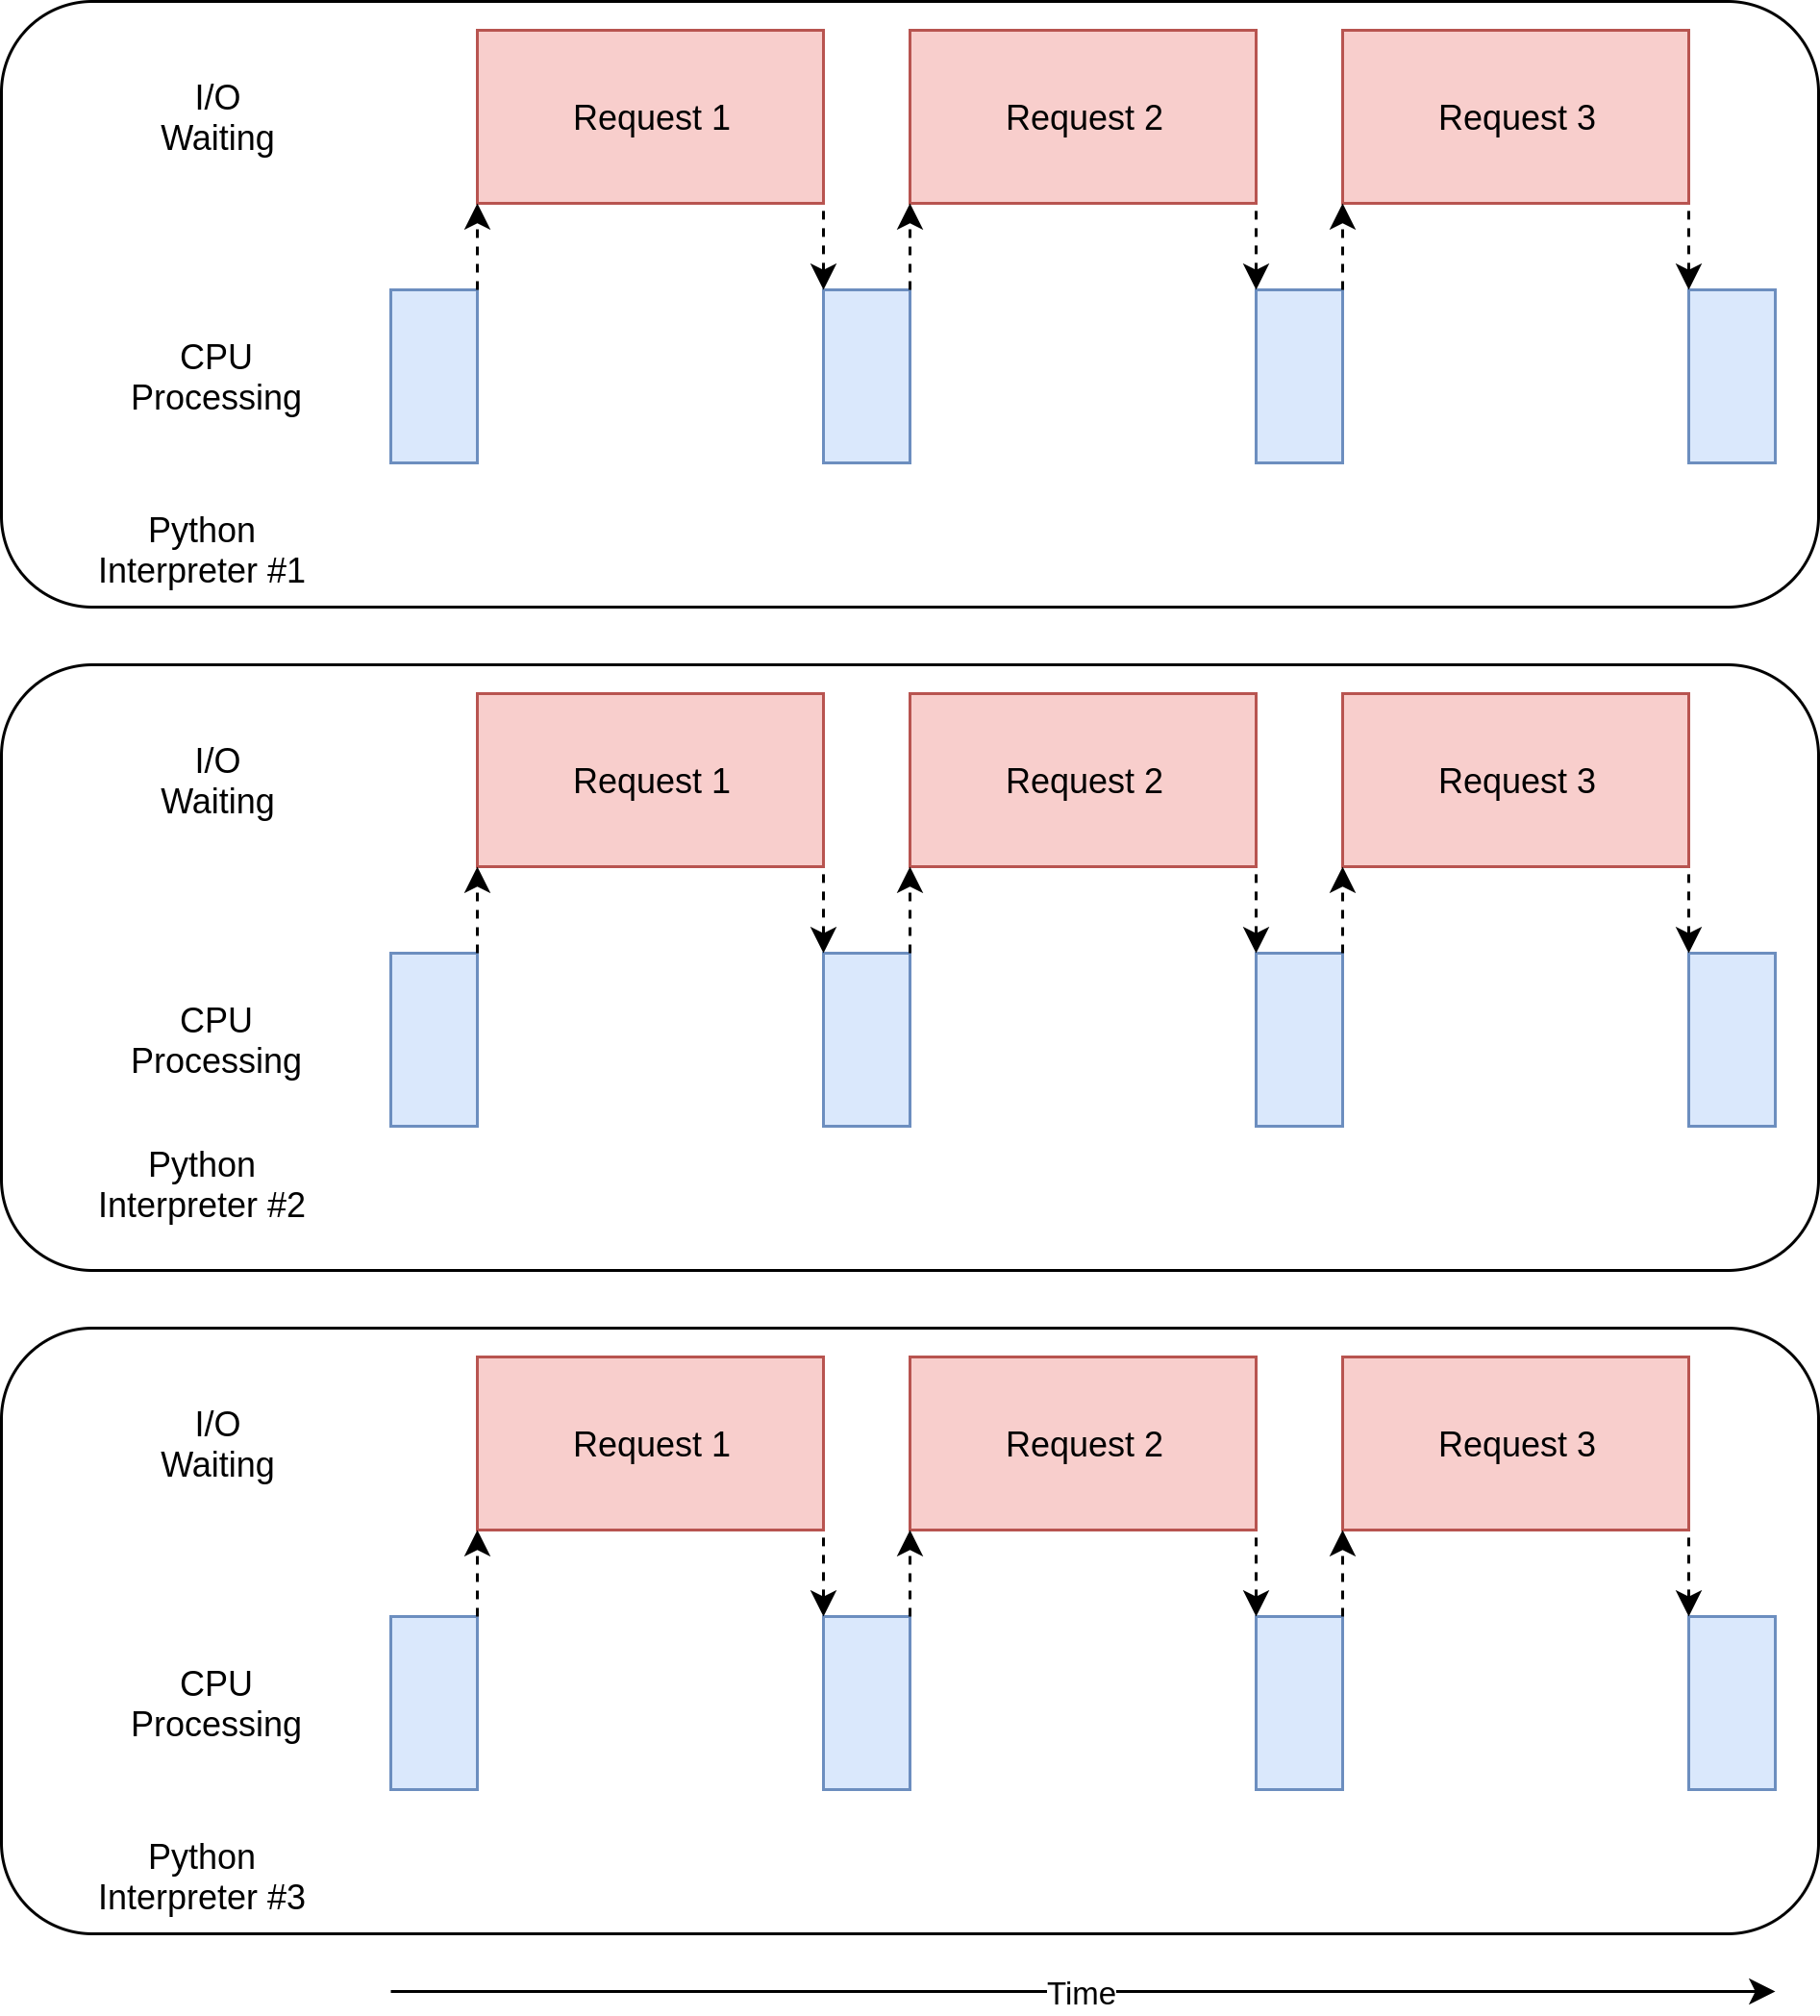 I/O
Waiting
Request 1
Request 2
Request 3
CPU
Processing
Python
Interpreter #1
I/O
Waiting
Request 1
Request 2
Request 3
CPU
Processing
Python
Interpreter #2
I/O
Waiting
Request 1
Request 2
Request 3
CPU
Processing
Python
Interpreter #3
Time